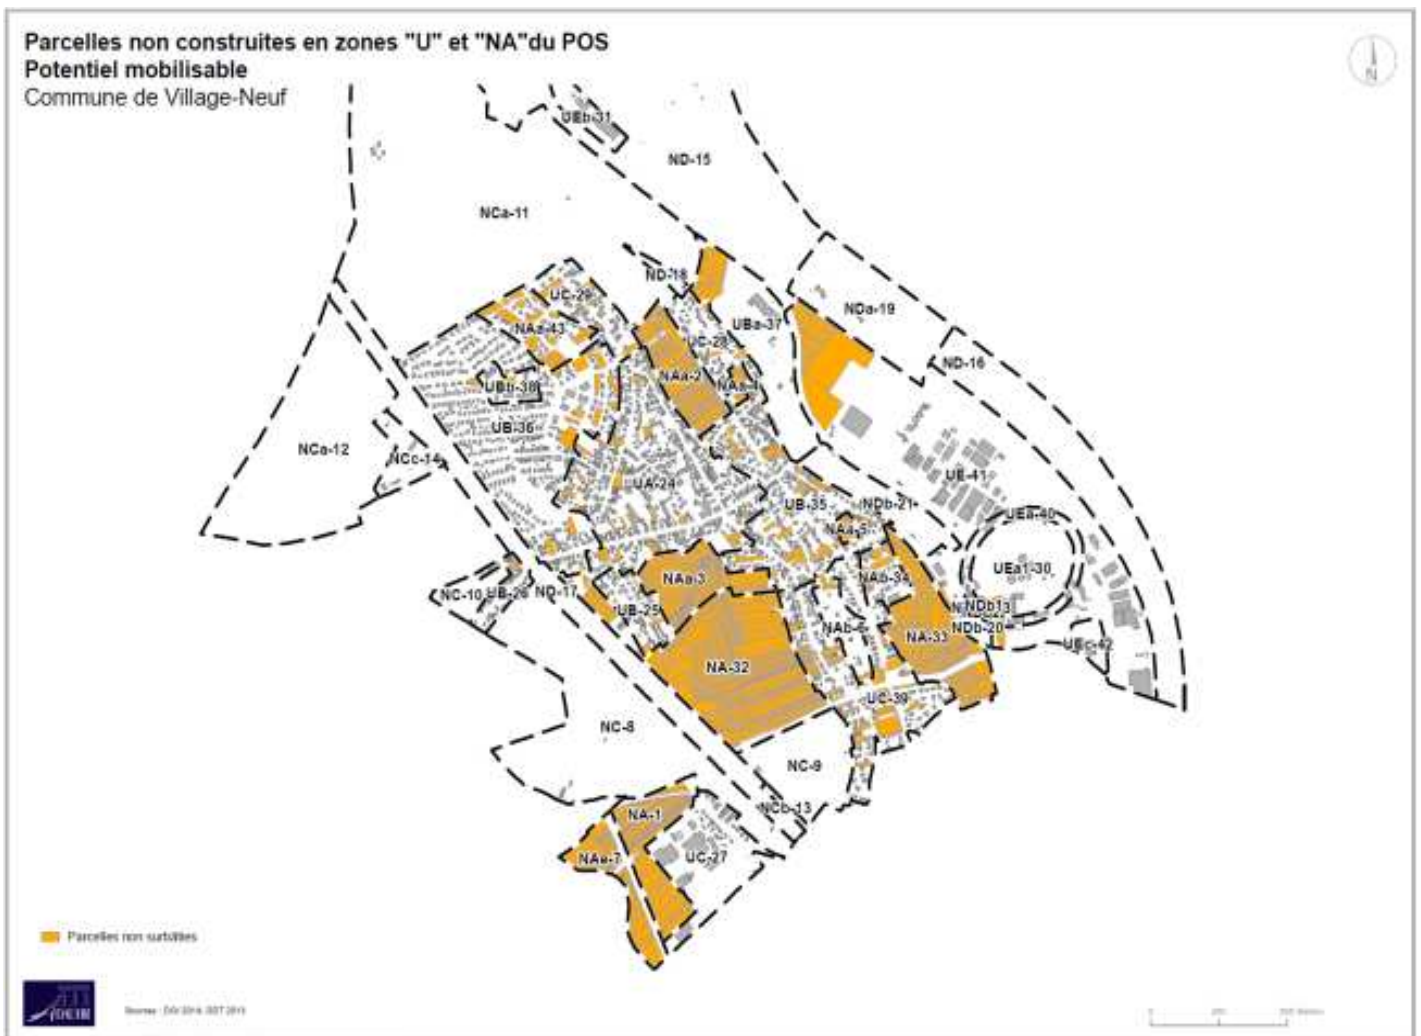 Parcelles non construites en zones "U" et "NA"du POS
Potentiel mobilisable
Commune de Village-Neuf
N
UEb-31
ND-15
NCa-11
ND-18
UC-29
NDa-19
UBa-37
NAa-43
UC-28
ND-16
NAa-2
NAa-4
UBb-38
UB-36
NCa-12
NCc-14
UE-41
UA-24
UB-35
NDb-21
UEa-40
NAa-5
UEa1-30
NAa-3
NAb-34
NC-10
UB-26
ND-17
UB-25
NDb-20
NAb-6
NA-33
UEc-42
NA-32
UC-39
NC-8
NC-9
NCb-13
NA-1
UC-27
NAe-7
Parcelles non surbâties